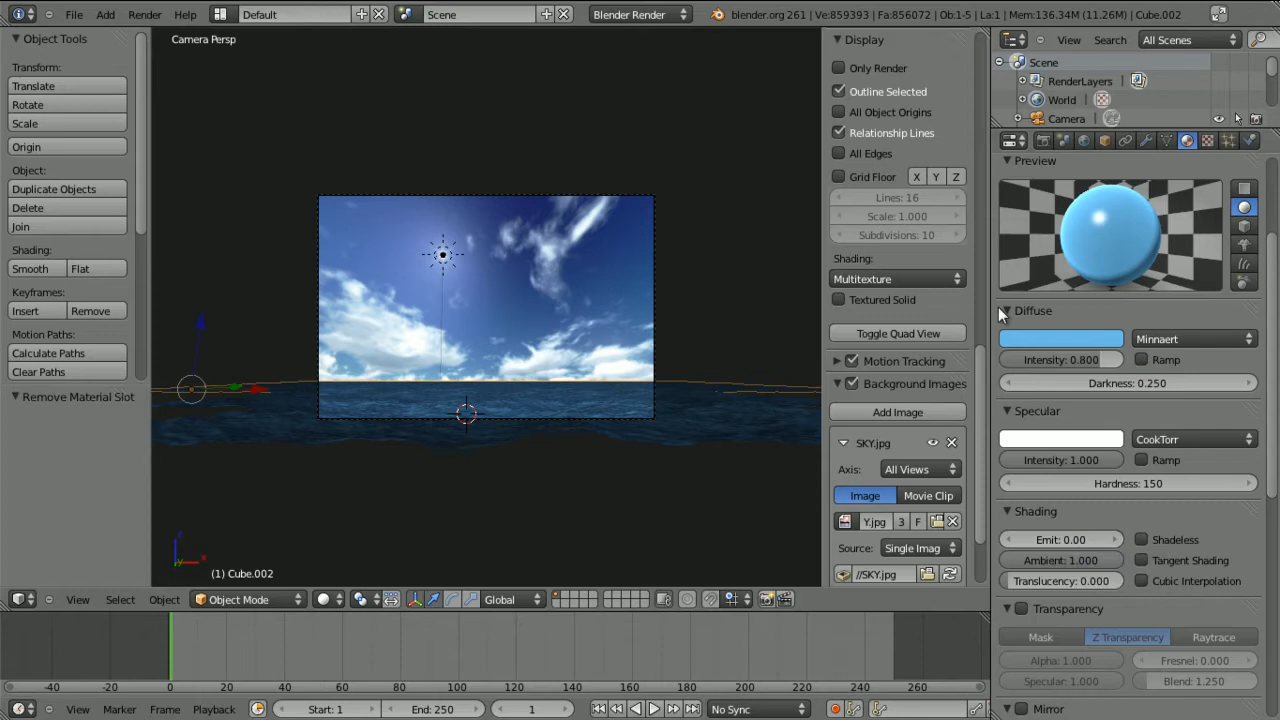 File Add Render Help Default Scene Blender Render blender.org 261 | Ve:859393 | Fa:856072 | Ob:1-5 | La:1 | Mem:136.34M (11.26M) | Cube.002
Object Tools
Transform:
Translate
Rotate
Scale
Origin
Object:
Duplicate Objects
Delete
Join
Shading:
Smooth Flat
Keyframes:
Insert Remove
Motion Paths:
Calculate Paths
Clear Paths
Remove Material Slot
Camera Persp
z
y
x
(1) Cube.002
Display
Only Render
Outline Selected
All Object Origins
Relationship Lines
All Edges
Grid Floor X Y Z
Lines: 16
Scale: 1.000
Subdivisions: 10
Shading:
Multitexture
Textured Solid
Toggle Quad View
Motion Tracking
Background Images
Add Image
SKY.jpg
Axis: All Views
Image Movie Clip
Y.jpg 3 F
Source: Single Imag
//SKY.jpg
View Search All Scenes
Scene
RenderLayers
World
Camera
Preview
Diffuse
Minnaert
Intensity: 0.800 Ramp
Darkness: 0.250
Specular
CookTorr
Intensity: 1.000 Ramp
Hardness: 150
Shading
Emit: 0.00 Shadeless
Ambient: 1.000 Tangent Shading
Translucency: 0.000 Cubic Interpolation
Transparency
Mask Z Transparency Raytrace
Alpha: 1.000 Fresnel: 0.000
Specular: 1.000 Blend: 1.250
Mirror
View Select Object Object Mode Global
-40 -20 0 20 40 60 80 100 120 140 160 180 200 220 240 260
View Marker Frame Playback Start: 1 End: 250 1 No Sync